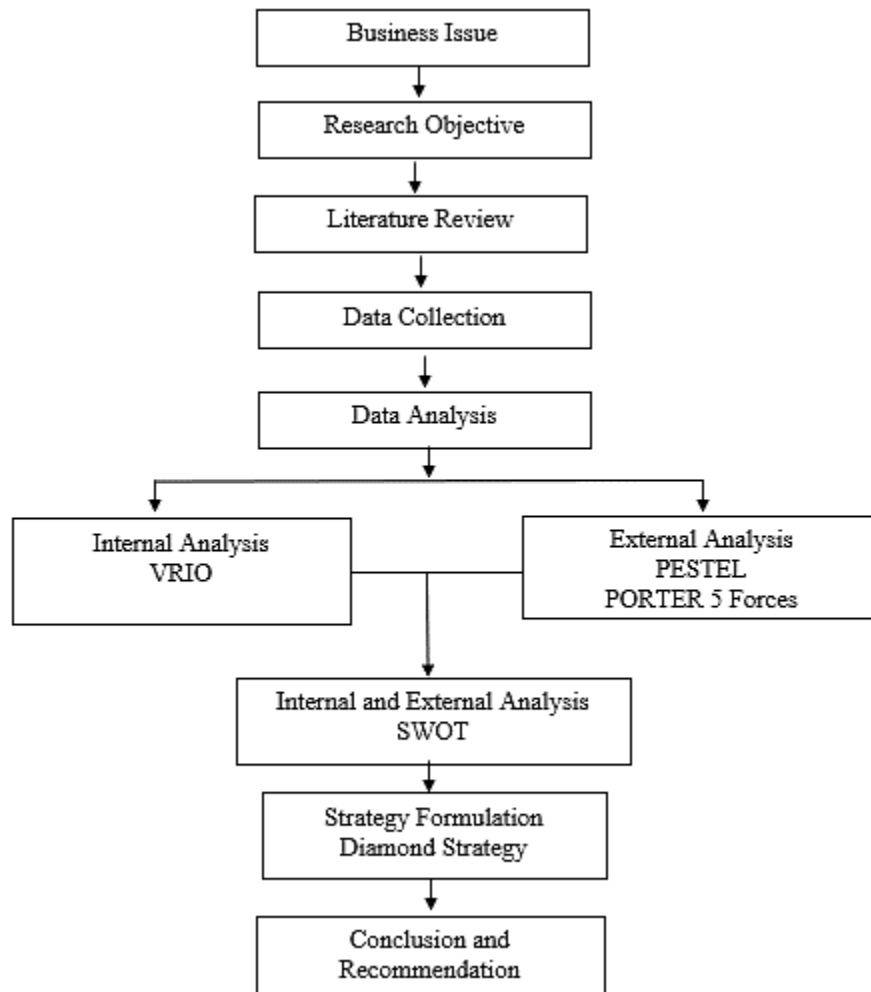 Business Issue
Research Objective
Literature Review
Data Collection
Data Analysis
Internal Analysis
VRIO
External Analysis
PESTEL
PORTER 5 Forces
Internal and External Analysis
SWOT
Strategy Formulation
Diamond Strategy
Conclusion and
Recommendation